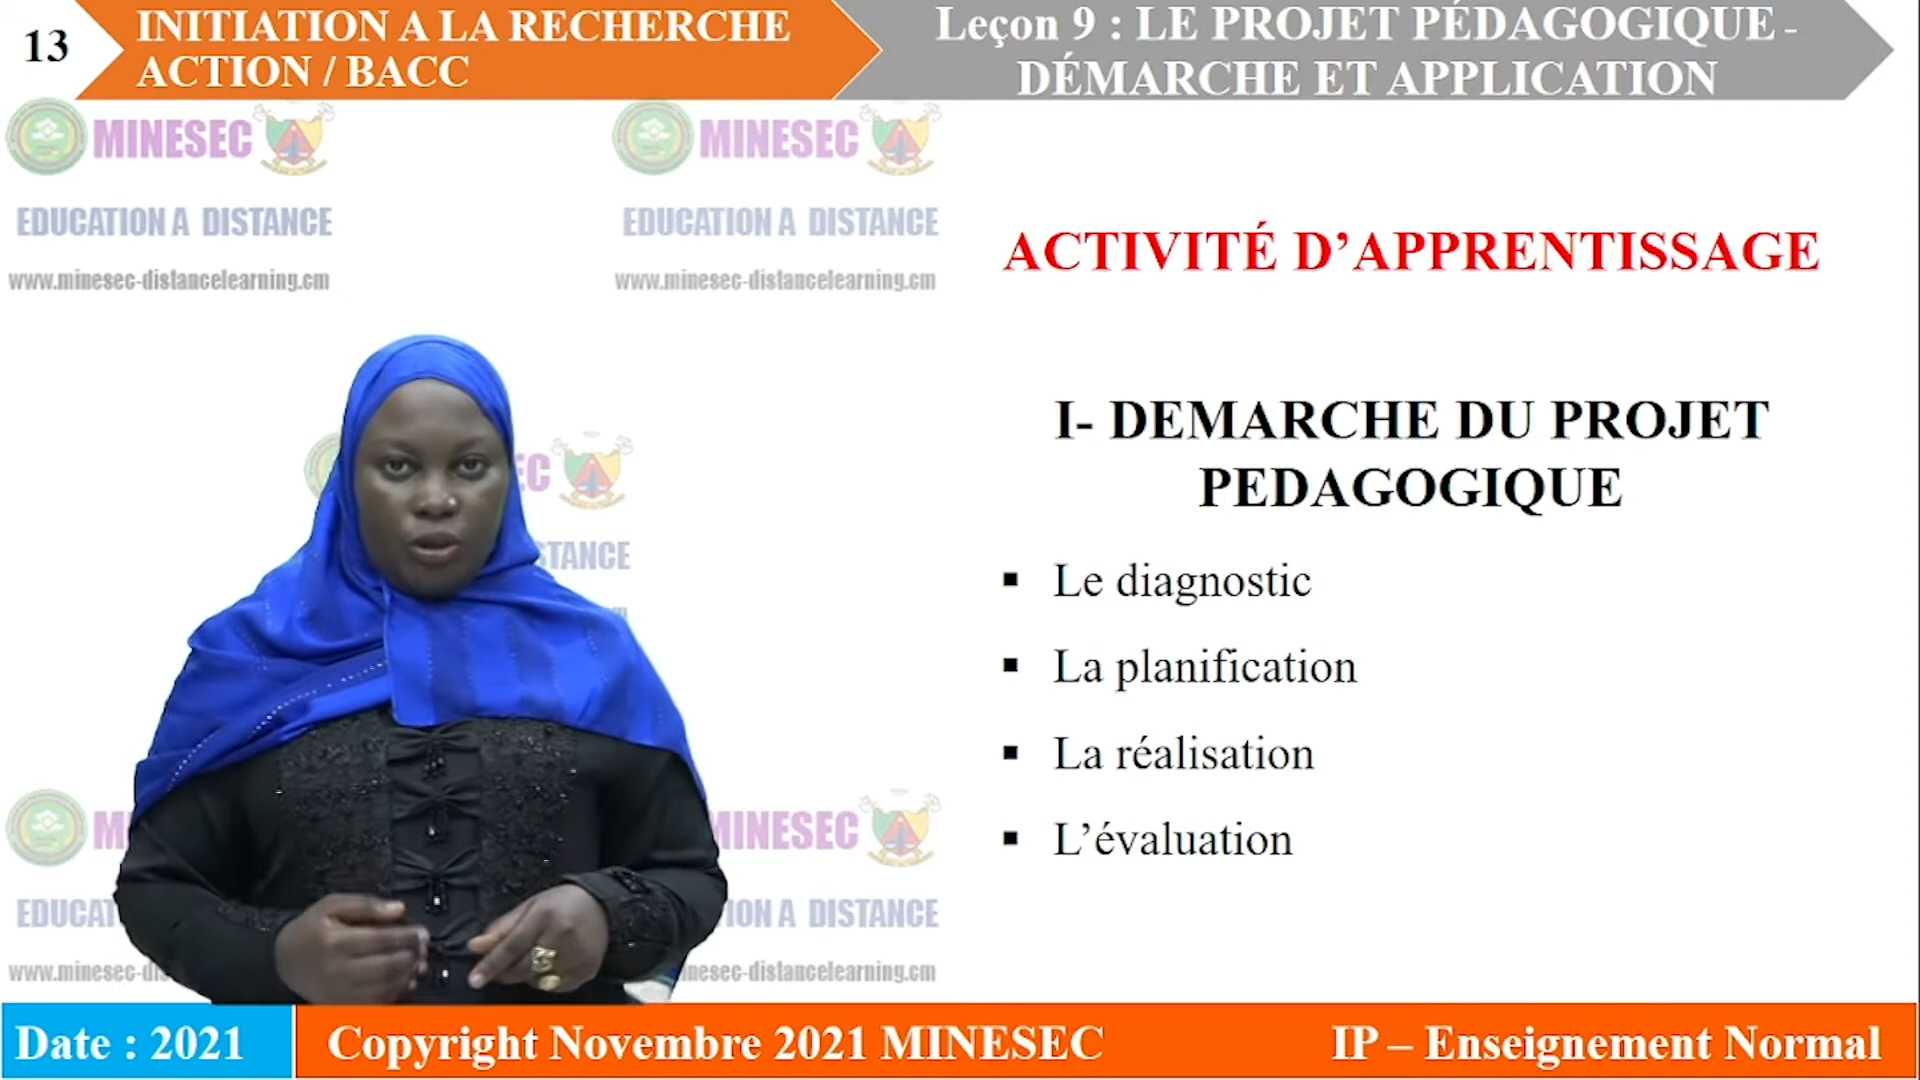 13
INITIATION A LA RECHERCHE
ACTION / BACC
Leçon 9 : LE PROJET PÉDAGOGIQUE -
DÉMARCHE ET APPLICATION
MINESEC
EDUCATION A DISTANCE
www.minesec-distancelearning.cm
MINESEC
EDUCATION A DISTANCE
www.minesec-distancelearning.cm
ACTIVITÉ D’APPRENTISSAGE
I- DEMARCHE DU PROJET
PEDAGOGIQUE
▪ Le diagnostic
▪ La planification
▪ La réalisation
▪ L’évaluation
MINESEC
A DISTANCE
Date : 2021
Copyright Novembre 2021 MINESEC
IP – Enseignement Normal